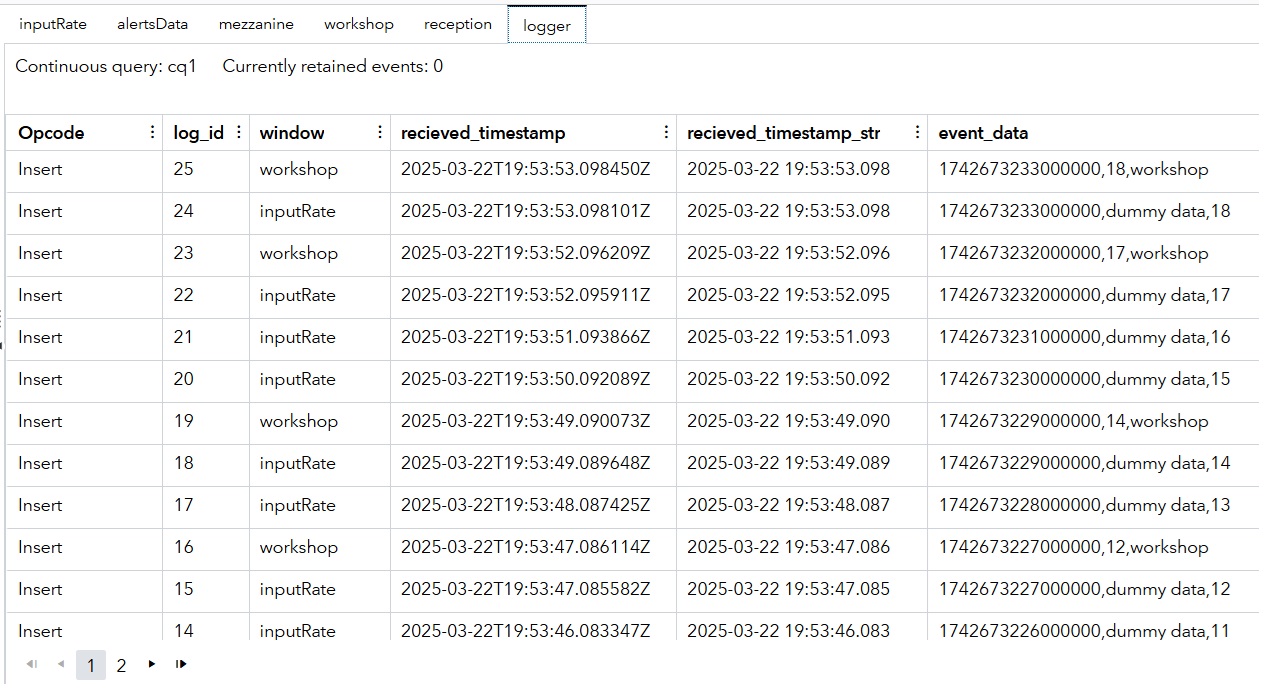 inputRate alertsData mezzanine workshop reception logger
Continuous query: cq1 Currently retained events: 0
Opcode log_id window recieved_timestamp recieved_timestamp_str event_data
Insert 25 workshop 2025-03-22T19:53:53.098450Z 2025-03-22 19:53:53.098 1742673233000000,18,workshop
Insert 24 inputRate 2025-03-22T19:53:53.098101Z 2025-03-22 19:53:53.098 1742673233000000,dummy data,18
Insert 23 workshop 2025-03-22T19:53:52.096209Z 2025-03-22 19:53:52.096 1742673232000000,17,workshop
Insert 22 inputRate 2025-03-22T19:53:52.095911Z 2025-03-22 19:53:52.095 1742673232000000,dummy data,17
Insert 21 inputRate 2025-03-22T19:53:51.093866Z 2025-03-22 19:53:51.093 1742673231000000,dummy data,16
Insert 20 inputRate 2025-03-22T19:53:50.092089Z 2025-03-22 19:53:50.092 1742673230000000,dummy data,15
Insert 19 workshop 2025-03-22T19:53:49.090073Z 2025-03-22 19:53:49.090 1742673229000000,14,workshop
Insert 18 inputRate 2025-03-22T19:53:49.089648Z 2025-03-22 19:53:49.089 1742673229000000,dummy data,14
Insert 17 inputRate 2025-03-22T19:53:48.087425Z 2025-03-22 19:53:48.087 1742673228000000,dummy data,13
Insert 16 workshop 2025-03-22T19:53:47.086114Z 2025-03-22 19:53:47.086 1742673227000000,12,workshop
Insert 15 inputRate 2025-03-22T19:53:47.085582Z 2025-03-22 19:53:47.085 1742673227000000,dummy data,12
Insert 14 inputRate 2025-03-22T19:53:46.083347Z 2025-03-22 19:53:46.083 1742673226000000,dummy data,11
1 2